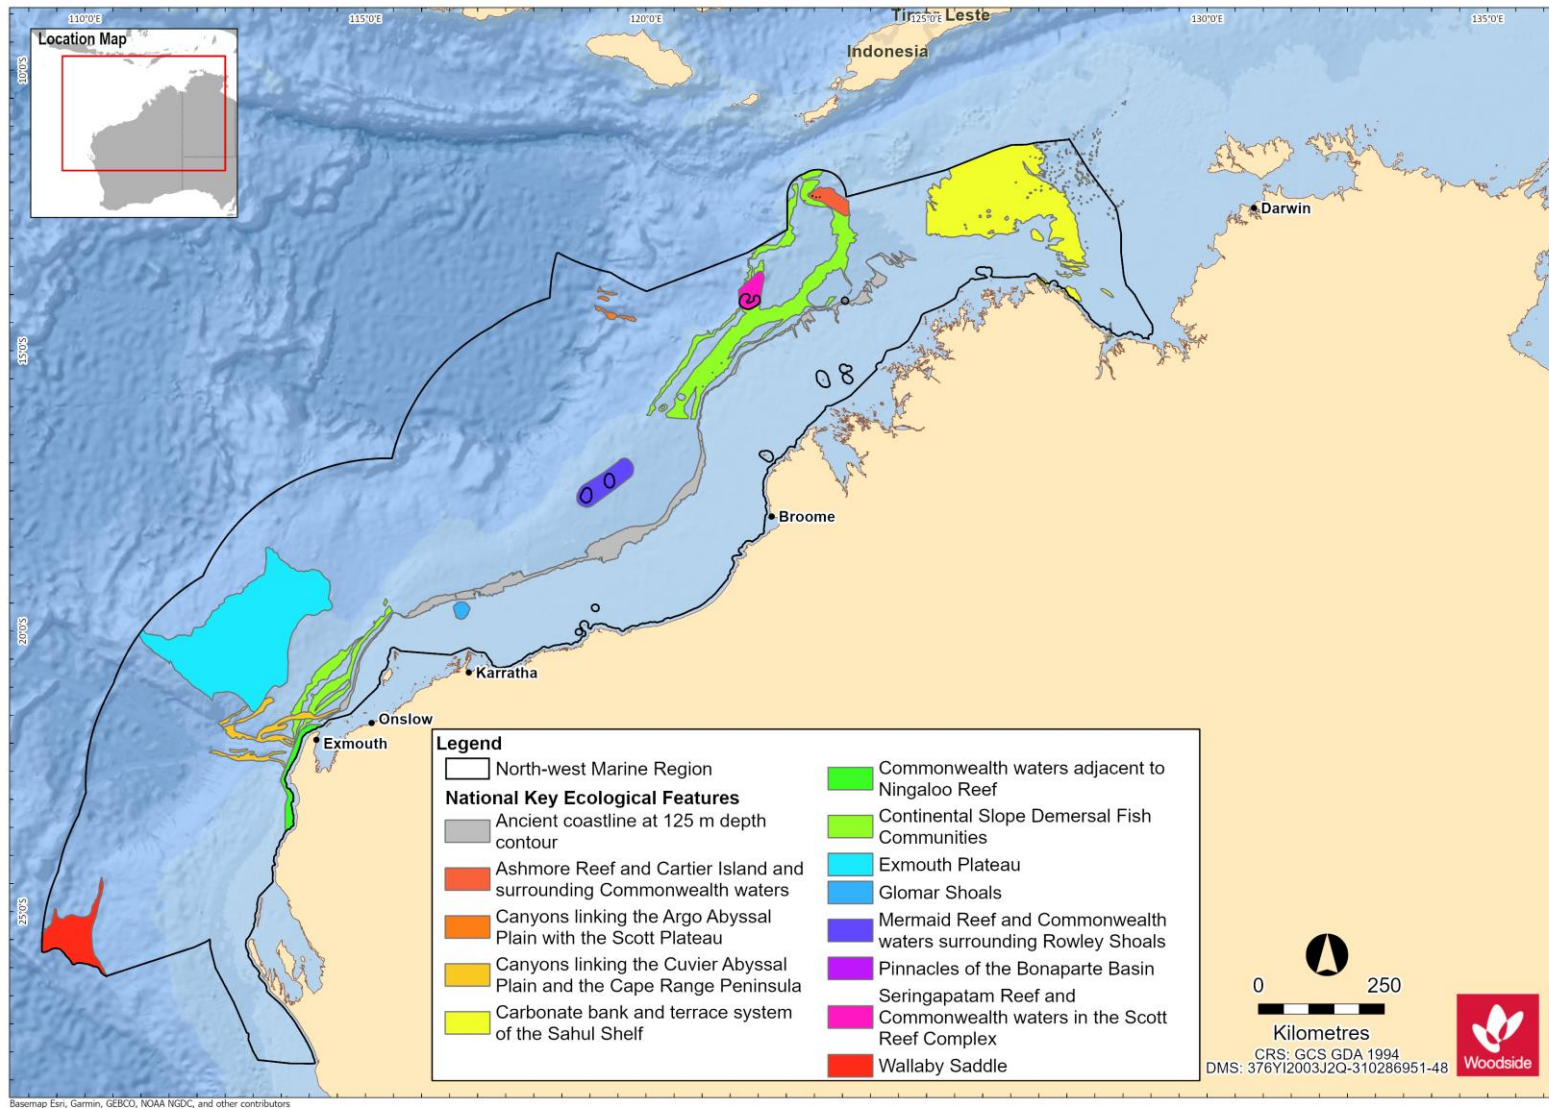 110°0'E
115°0'E
120°0'E
125°0'E
130°0'E
135°0'E
Timor Leste
Indonesia
Location Map
10°0'S
15°0'S
20°0'S
25°0'S
Darwin
Broome
Karratha
Onslow
Exmouth
Legend
North-west Marine Region
National Key Ecological Features
Ancient coastline at 125 m depth
contour
Ashmore Reef and Cartier Island and
surrounding Commonwealth waters
Canyons linking the Argo Abyssal
Plain with the Scott Plateau
Canyons linking the Cuvier Abyssal
Plain and the Cape Range Peninsula
Carbonate bank and terrace system
of the Sahul Shelf
Commonwealth waters adjacent to
Ningaloo Reef
Continental Slope Demersal Fish
Communities
Exmouth Plateau
Glomar Shoals
Mermaid Reef and Commonwealth
waters surrounding Rowley Shoals
Pinnacles of the Bonaparte Basin
Seringapatam Reef and
Commonwealth waters in the Scott
Reef Complex
Wallaby Saddle
0 250
Kilometres
CRS: GCS GDA 1994
DMS: 376YI2003J2Q-310286951-48
Woodside
Basemap Esri, Garmin, GEBCO, NOAA NGDC, and other contributors